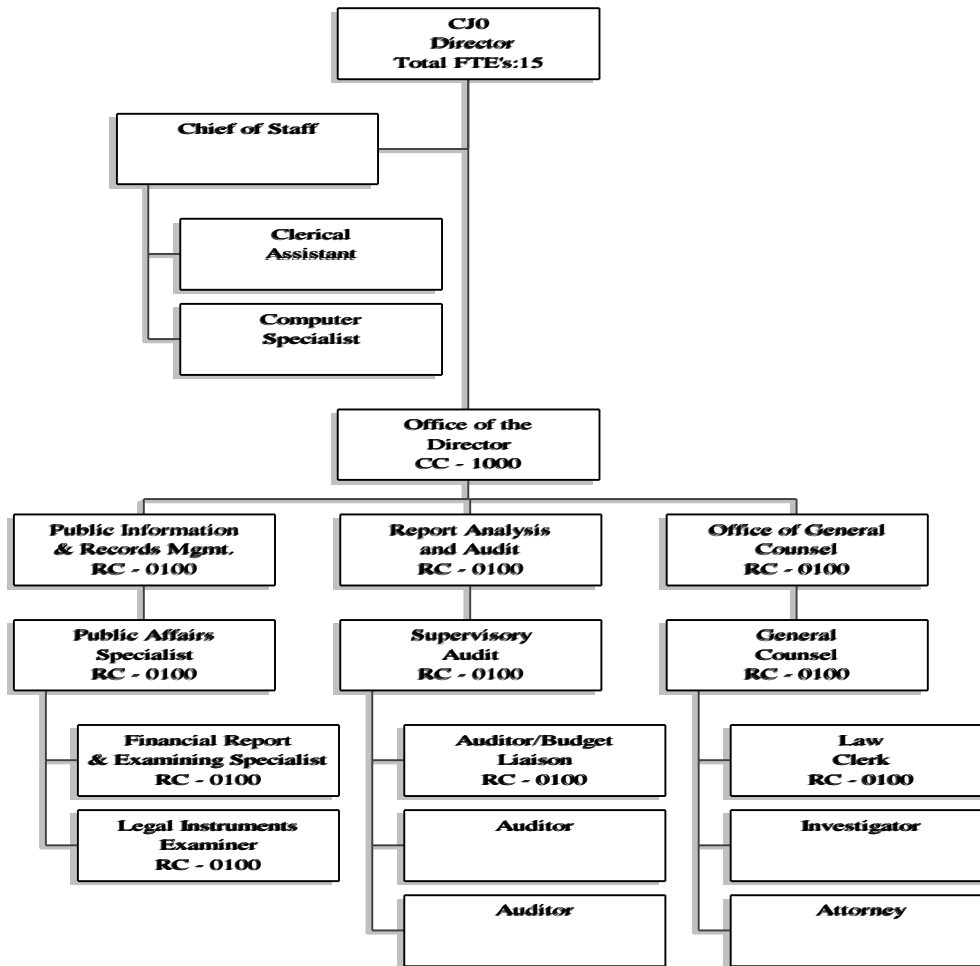 CJ0
Director
Total FTE's:15
Chief of Staff
Clerical
Assistant
Computer
Specialist
Office of the
Director
CC - 1000
Public Information
& Records Mgmt.
RC - 0100
Report Analysis
and Audit
RC - 0100
Office of General
Counsel
RC - 0100
Public Affairs
Specialist
RC - 0100
Supervisory
Audit
RC - 0100
General
Counsel
RC - 0100
Financial Report
& Examining Specialist
RC - 0100
Auditor/Budget
Liaison
RC - 0100
Law
Clerk
RC - 0100
Legal Instruments
Examiner
RC - 0100
Auditor
Investigator
Auditor
Attorney